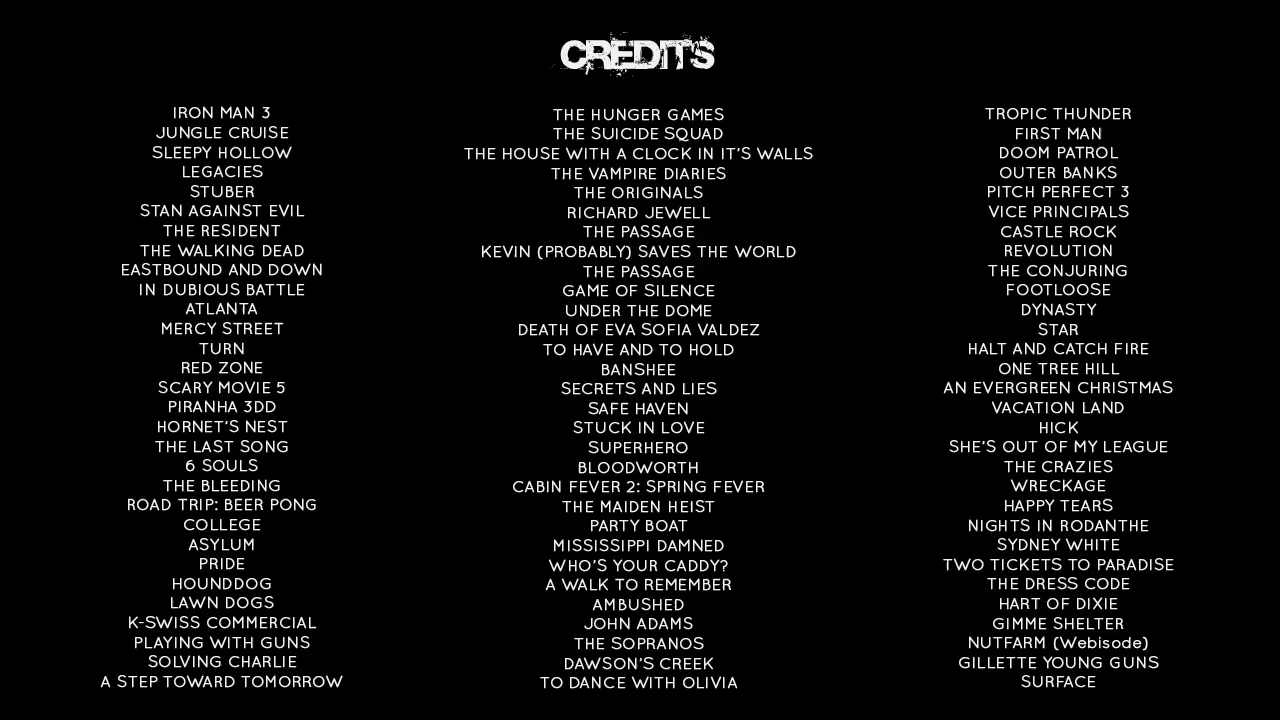 CREDITS
IRON MAN 3
JUNGLE CRUISE
SLEEPY HOLLOW
LEGACIES
STUBER
STAN AGAINST EVIL
THE RESIDENT
THE WALKING DEAD
EASTBOUND AND DOWN
IN DUBIOUS BATTLE
ATLANTA
MERCY STREET
TURN
RED ZONE
SCARY MOVIE 5
PIRANHA 3DD
HORNET'S NEST
THE LAST SONG
6 SOULS
THE BLEEDING
ROAD TRIP: BEER PONG
COLLEGE
ASYLUM
PRIDE
HOUNDDOG
LAWN DOGS
K-SWISS COMMERCIAL
PLAYING WITH GUNS
SOLVING CHARLIE
A STEP TOWARD TOMORROW
THE HUNGER GAMES
THE SUICIDE SQUAD
THE HOUSE WITH A CLOCK IN IT'S WALLS
THE VAMPIRE DIARIES
THE ORIGINALS
RICHARD JEWELL
THE PASSAGE
KEVIN (PROBABLY) SAVES THE WORLD
THE PASSAGE
GAME OF SILENCE
UNDER THE DOME
DEATH OF EVA SOFIA VALDEZ
TO HAVE AND TO HOLD
BANSHEE
SECRETS AND LIES
SAFE HAVEN
STUCK IN LOVE
SUPERHERO
BLOODWORTH
CABIN FEVER 2: SPRING FEVER
THE MAIDEN HEIST
PARTY BOAT
MISSISSIPPI DAMNED
WHO'S YOUR CADDY?
A WALK TO REMEMBER
AMBUSHED
JOHN ADAMS
THE SOPRANOS
DAWSON'S CREEK
TO DANCE WITH OLIVIA
TROPIC THUNDER
FIRST MAN
DOOM PATROL
OUTER BANKS
PITCH PERFECT 3
VICE PRINCIPALS
CASTLE ROCK
REVOLUTION
THE CONJURING
FOOTLOOSE
DYNASTY
STAR
HALT AND CATCH FIRE
ONE TREE HILL
AN EVERGREEN CHRISTMAS
VACATION LAND
HICK
SHE'S OUT OF MY LEAGUE
THE CRAZIES
WRECKAGE
HAPPY TEARS
NIGHTS IN RODANTHE
SYDNEY WHITE
TWO TICKETS TO PARADISE
THE DRESS CODE
HART OF DIXIE
GIMME SHELTER
NUTFARM (Webisode)
GILLETTE YOUNG GUNS
SURFACE